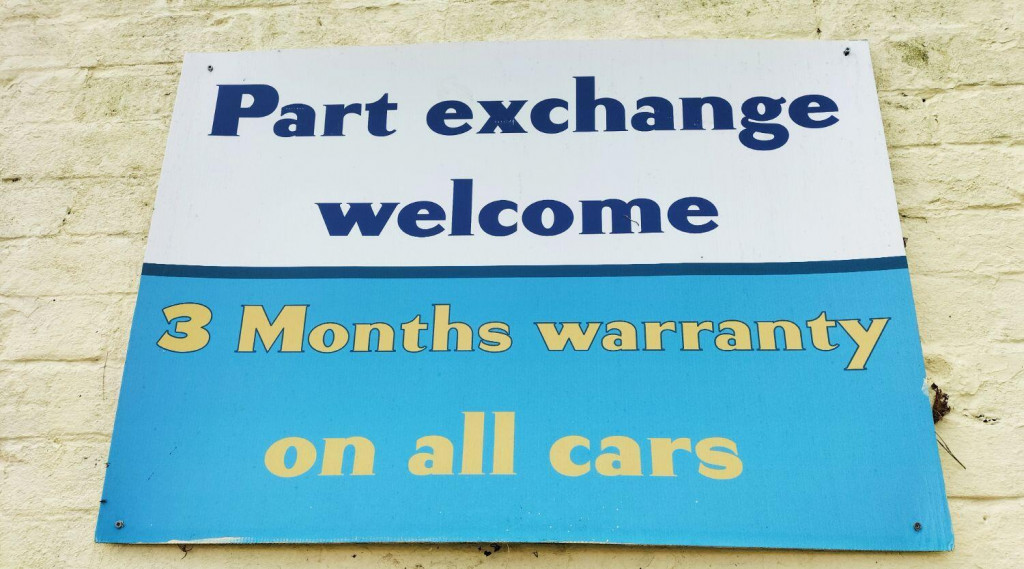 Part exchange
welcome
3 Months warranty
on all cars